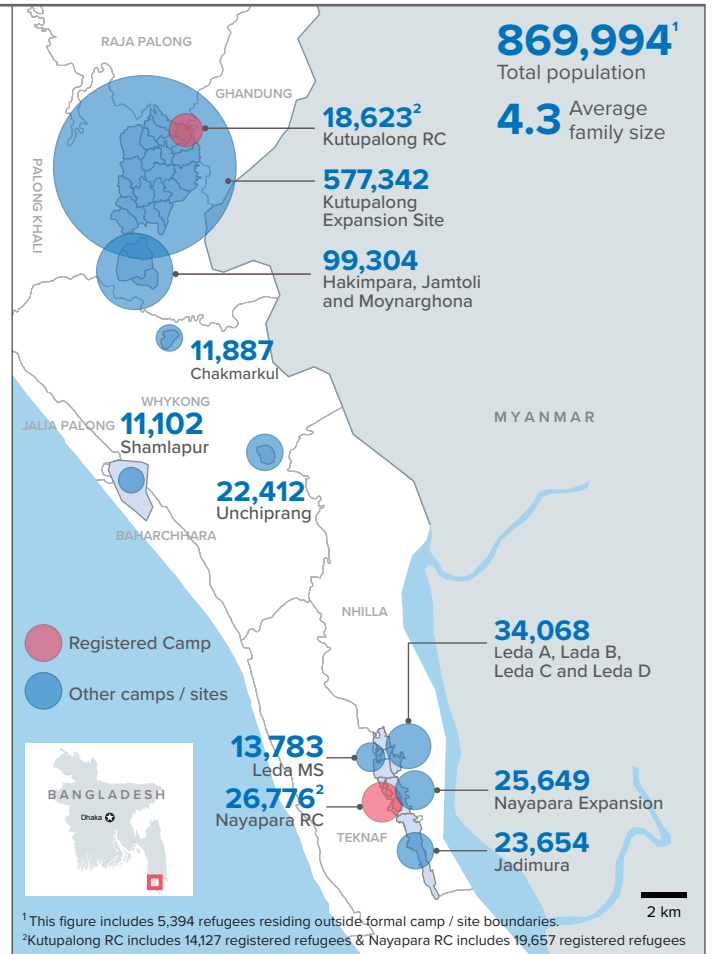 RAJA PALONG
869,994¹
Total population
GHANDUNG
4.3 Average
family size
18,623²
Kutupalong RC
PALONG KHALI
577,342
Kutupalong
Expansion Site
99,304
Hakimpara, Jamtoli
and Moynarghona
11,887
Chakmarkul
WHYKONG
MYANMAR
JALIA PALONG
11,102
Shamlapur
22,412
Unchiprang
BAHARCHHARA
NHILLA
34,068
Leda A, Lada B,
Leda C and Leda D
Registered Camp
Other camps / sites
13,783
Leda MS
26,776²
Nayapara RC
25,649
Nayapara Expansion
TEKNAF
23,654
Jadimura
BANGLADESH
Dhaka
2 km
¹ This figure includes 5,394 refugees residing outside formal camp / site boundaries.
²Kutupalong RC includes 14,127 registered refugees & Nayapara RC includes 19,657 registered refugees